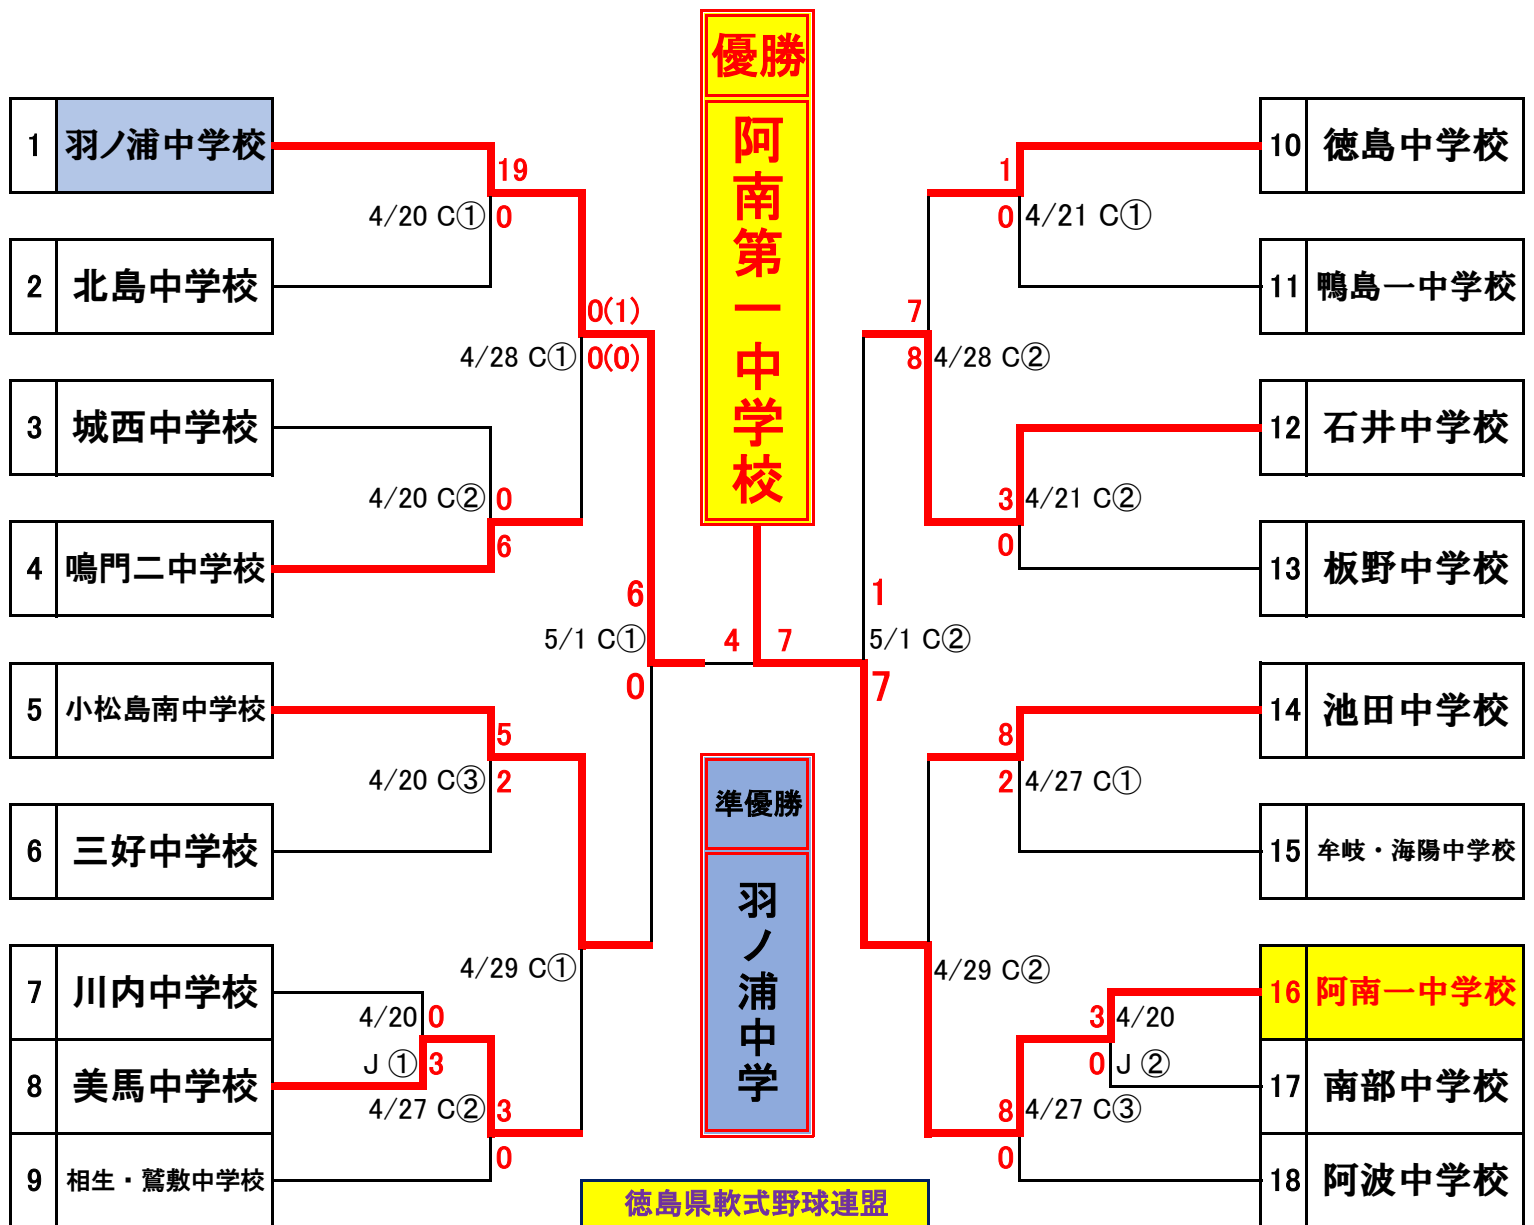 優勝
阿南第一中学校
1 羽ノ浦中学校
2 北島中学校
3 城西中学校
4 鳴門二中学校
5 小松島南中学校
6 三好中学校
7 川内中学校
8 美馬中学校
9 相生・鷲敷中学校
19
4/20 C① 0
0(1)
4/28 C① 0(0)
4/20 C② 0
6
6
5/1 C①
0
5
4/20 C③ 2
4/29 C①
4/20 0
J ① 3
4/27 C② 3
0
4 7
準優勝
羽ノ浦中学
徳島県軟式野球連盟
10 徳島中学校
11 鴨島一中学校
12 石井中学校
13 板野中学校
14 池田中学校
15 牟岐・海陽中学校
16 阿南一中学校
17 南部中学校
18 阿波中学校
1
0 4/21 C①
7
8 4/28 C②
3 4/21 C②
0
1
5/1 C②
7
8
2 4/27 C①
4/29 C②
3 4/20
0 J ②
8 4/27 C③
0